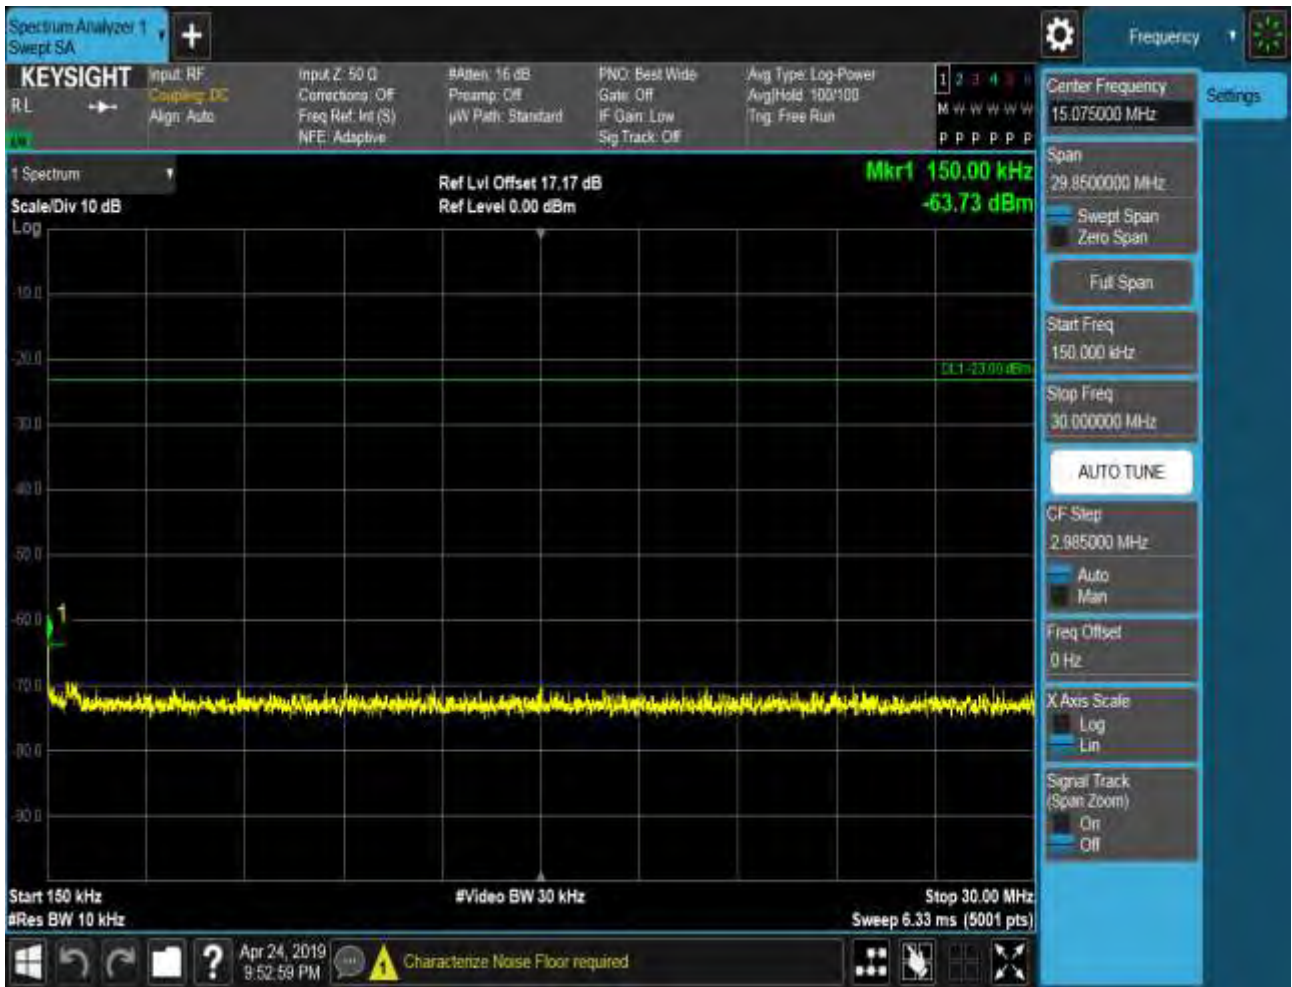 Spectrum Analyzer 1
Swept SA
+
Frequency
KEYSIGHT
R L
Input: RF
Coupling: DC
Align: Auto
Input Z: 50 Ω
Corrections: Off
Freq Ref: Int (S)
NFE: Adaptive
#Atten: 16 dB
Preamp: Off
µW Path: Standard
PNO: Best Wide
Gate: Off
IF Gain: Low
Sig Track: Off
Avg Type: Log-Power
Avg|Hold: 100/100
Trig: Free Run
1 2 3 4 5 6
M W W W W W
P P P P P P
1 Spectrum
Scale/Div 10 dB
Log
Ref Lvl Offset 17.17 dB
Ref Level 0.00 dBm
Mkr1 150.00 kHz
-63.73 dBm
-10.0
-20.0
DL1 -23.00 dBm
-30.0
-40.0
-50.0
-60.0
1
-70.0
-80.0
-90.0
Start 150 kHz
#Res BW 10 kHz
#Video BW 30 kHz
Stop 30.00 MHz
Sweep 6.33 ms (5001 pts)
Center Frequency
15.075000 MHz
Settings
Span
29.8500000 MHz
Swept Span
Zero Span
Full Span
Start Freq
150.000 kHz
Stop Freq
30.000000 MHz
AUTO TUNE
CF Step
2.985000 MHz
Auto
Man
Freq Offset
0 Hz
X Axis Scale
Log
Lin
Signal Track
(Span Zoom)
On
Off
?
Apr 24, 2019
9:52:59 PM
1
Characterize Noise Floor required